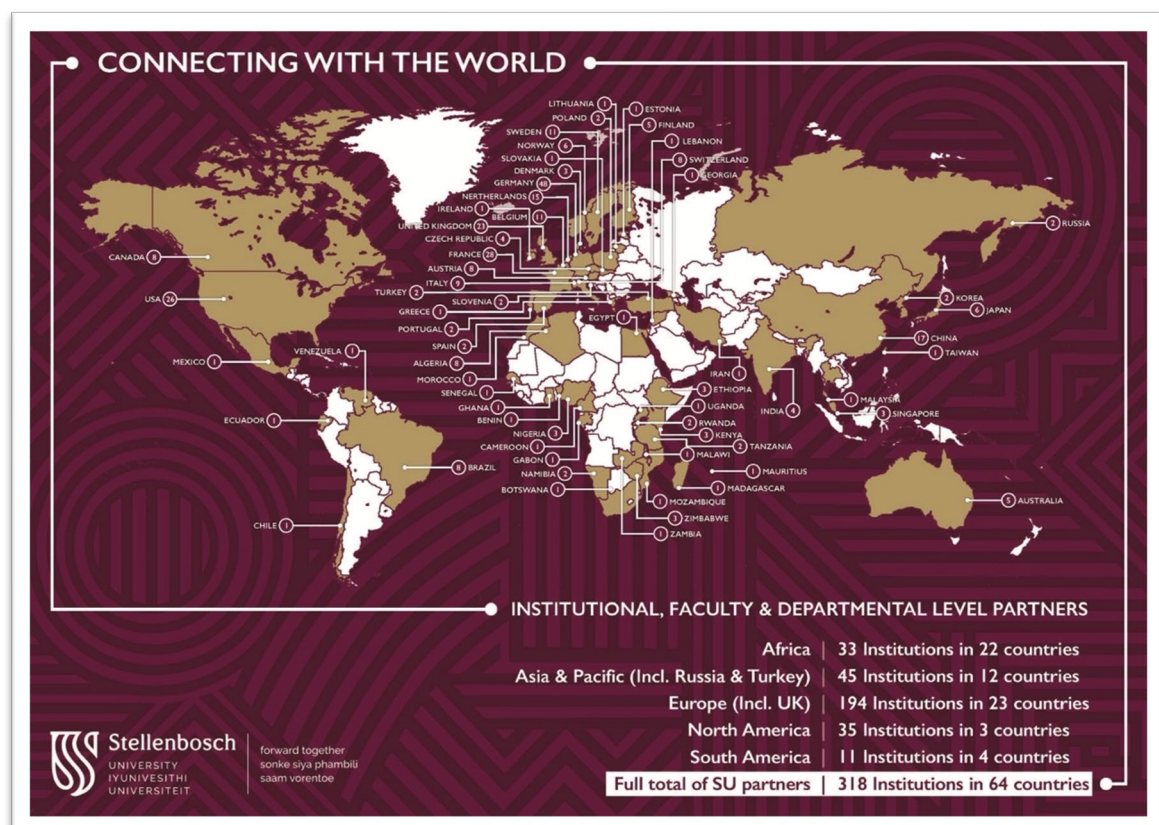 CONNECTING WITH THE WORLD
LITHUANIA 1
POLAND 2
SWEDEN 11
NORWAY 6
SLOVAKIA 1
DENMARK 3
GERMANY 48
NERTHERLANDS 15
IRELAND 1
BELGIUM 11
UNITED KINGDOM 23
CZECH REPUBLIC 4
FRANCE 28
AUSTRIA 8
ITALY 9
TURKEY 2
SLOVENIA 2
GREECE 1
PORTUGAL 2
SPAIN 2
ALGERIA 8
MOROCCO 1
SENEGAL 1
GHANA 1
BENIN 1
NIGERIA 3
CAMEROON 1
GABON 1
NAMIBIA 2
BOTSWANA 1
1 ESTONIA
5 FINLAND
1 LEBANON
8 SWITZERLAND
1 GEORGIA
2 RUSSIA
CANADA 8
USA 26
MEXICO 1
VENEZUELA 1
ECUADOR 1
8 BRAZIL
CHILE 1
EGYPT 1
2 KOREA
6 JAPAN
17 CHINA
1 TAIWAN
IRAN 1
3 ETHIOPIA
INDIA 4
1 MALAYSIA
3 SINGAPORE
1 UGANDA
2 RWANDA
3 KENYA
2 TANZANIA
1 MALAWI
1 MAURITIUS
1 MADAGASCAR
1 MOZAMBIQUE
3 ZIMBABWE
1 ZAMBIA
5 AUSTRALIA
INSTITUTIONAL, FACULTY & DEPARTMENTAL LEVEL PARTNERS
Africa | 33 Institutions in 22 countries
Asia & Pacific (Incl. Russia & Turkey) | 45 Institutions in 12 countries
Europe (Incl. UK) | 194 Institutions in 23 countries
North America | 35 Institutions in 3 countries
South America | 11 Institutions in 4 countries
Full total of SU partners | 318 Institutions in 64 countries
Stellenbosch
UNIVERSITY
IYUNIVESITHI
UNIVERSITEIT
forward together
sonke siya phambili
saam vorentoe